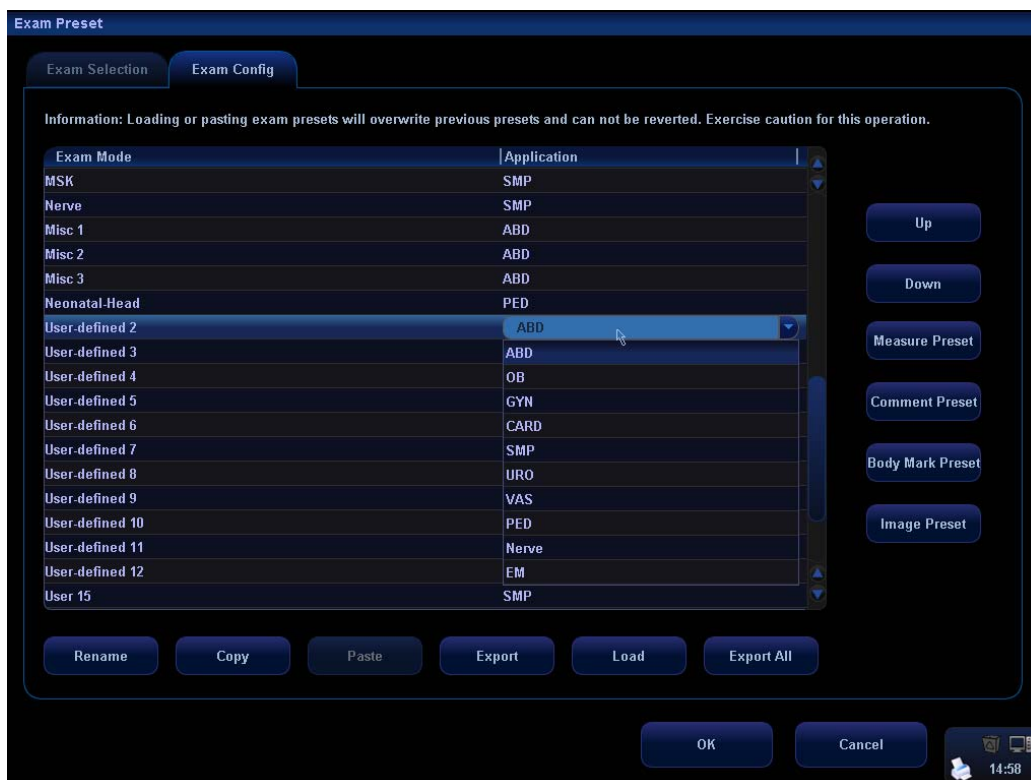 Exam Preset
Exam Selection Exam Config
Information: Loading or pasting exam presets will overwrite previous presets and can not be reverted. Exercise caution for this operation.
Exam Mode Application
MSK SMP
Nerve SMP
Misc 1 ABD
Misc 2 ABD
Misc 3 ABD
Neonatal-Head PED
User-defined 2 ABD
User-defined 3 ABD
User-defined 4 OB
User-defined 5 GYN
User-defined 6 CARD
User-defined 7 SMP
User-defined 8 URO
User-defined 9 VAS
User-defined 10 PED
User-defined 11 Nerve
User-defined 12 EM
User 15 SMP
Up
Down
Measure Preset
Comment Preset
Body Mark Preset
Image Preset
Rename Copy Paste Export Load Export All
OK Cancel
14:58